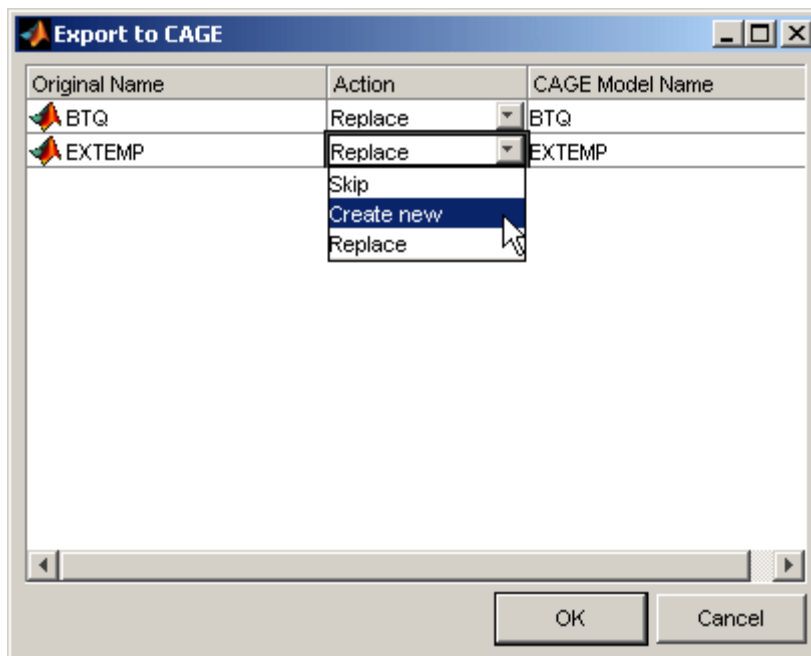 Export to CAGE
Original Name Action CAGE Model Name
BTQ Replace BTQ
EXTEMP Replace EXTEMP
Skip
Create new
Replace
OK Cancel